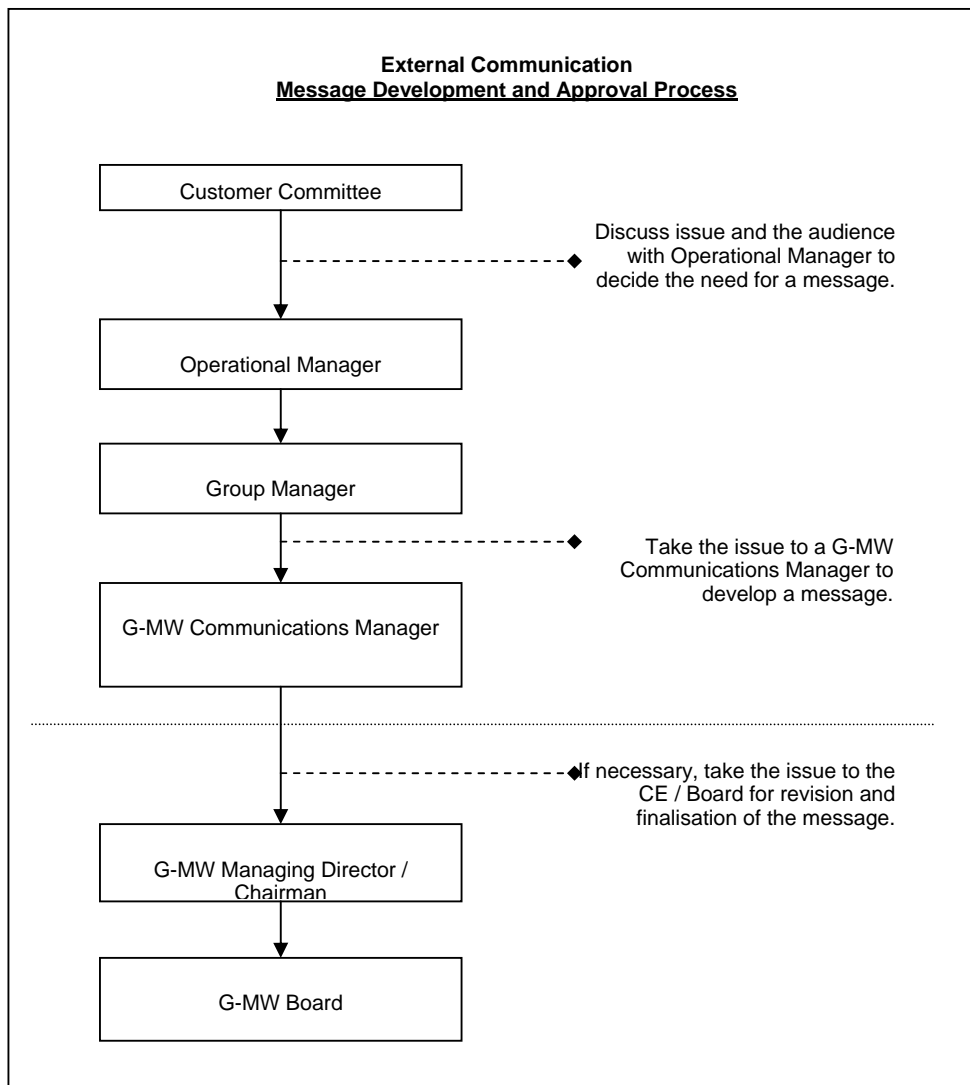 External Communication
Message Development and Approval Process
Customer Committee
Discuss issue and the audience
with Operational Manager to
decide the need for a message.
Operational Manager
Group Manager
Take the issue to a G-MW
Communications Manager to
develop a message.
G-MW Communications Manager
If necessary, take the issue to the
CE / Board for revision and
finalisation of the message.
G-MW Managing Director /
Chairman
G-MW Board